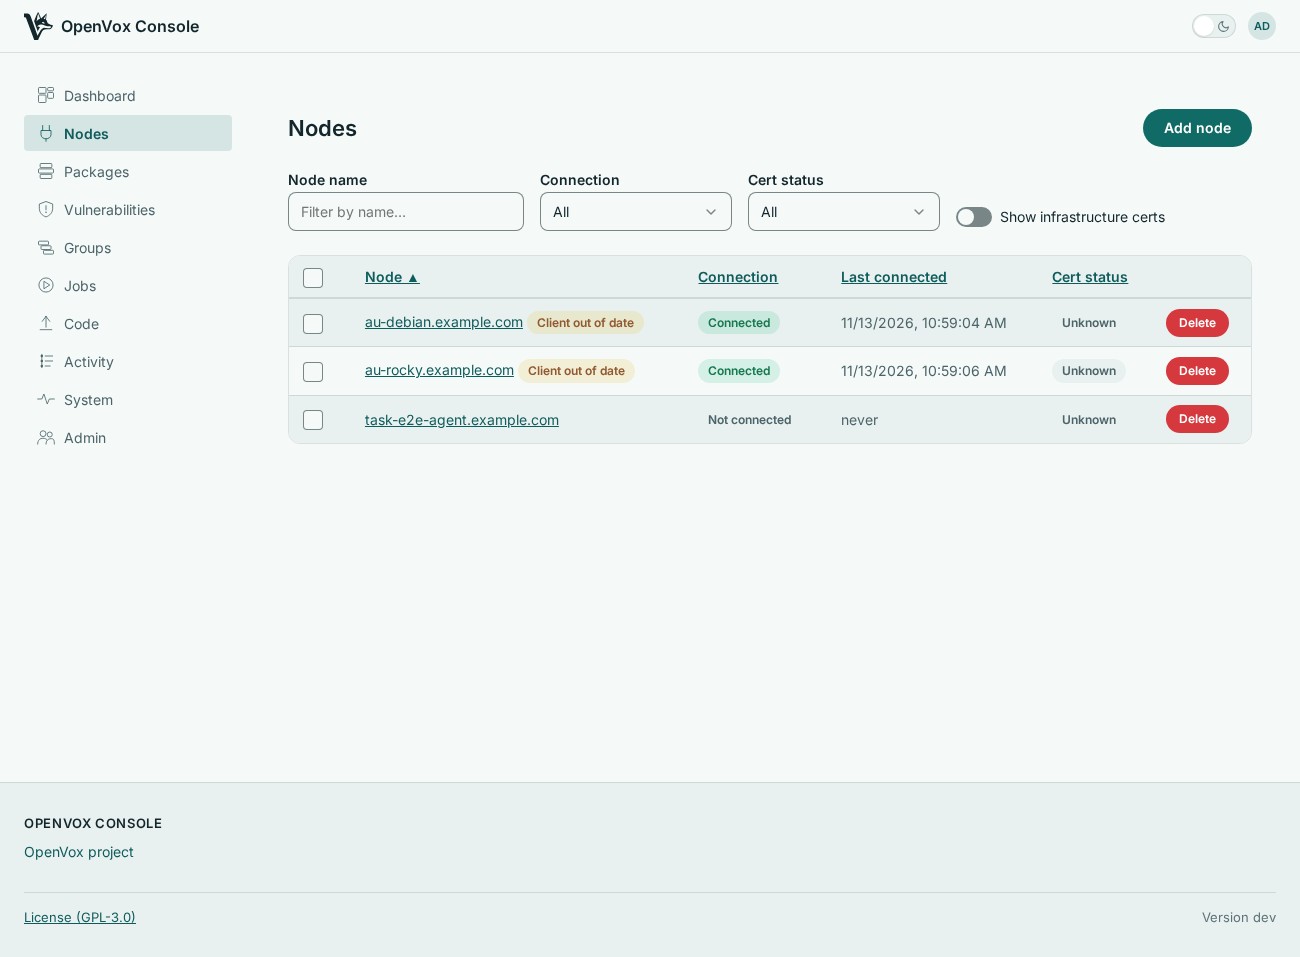 OpenVox Console
AD
Dashboard
Nodes
Packages
Vulnerabilities
Groups
Jobs
Code
Activity
System
Admin
Nodes
Add node
Node name
Connection
Cert status
Filter by name...
All
All
Show infrastructure certs
Node ▲ Connection Last connected Cert status
au-debian.example.com Client out of date Connected 11/13/2026, 10:59:04 AM Unknown Delete
au-rocky.example.com Client out of date Connected 11/13/2026, 10:59:06 AM Unknown Delete
task-e2e-agent.example.com Not connected never Unknown Delete
OPENVOX CONSOLE
OpenVox project
License (GPL-3.0)
Version dev